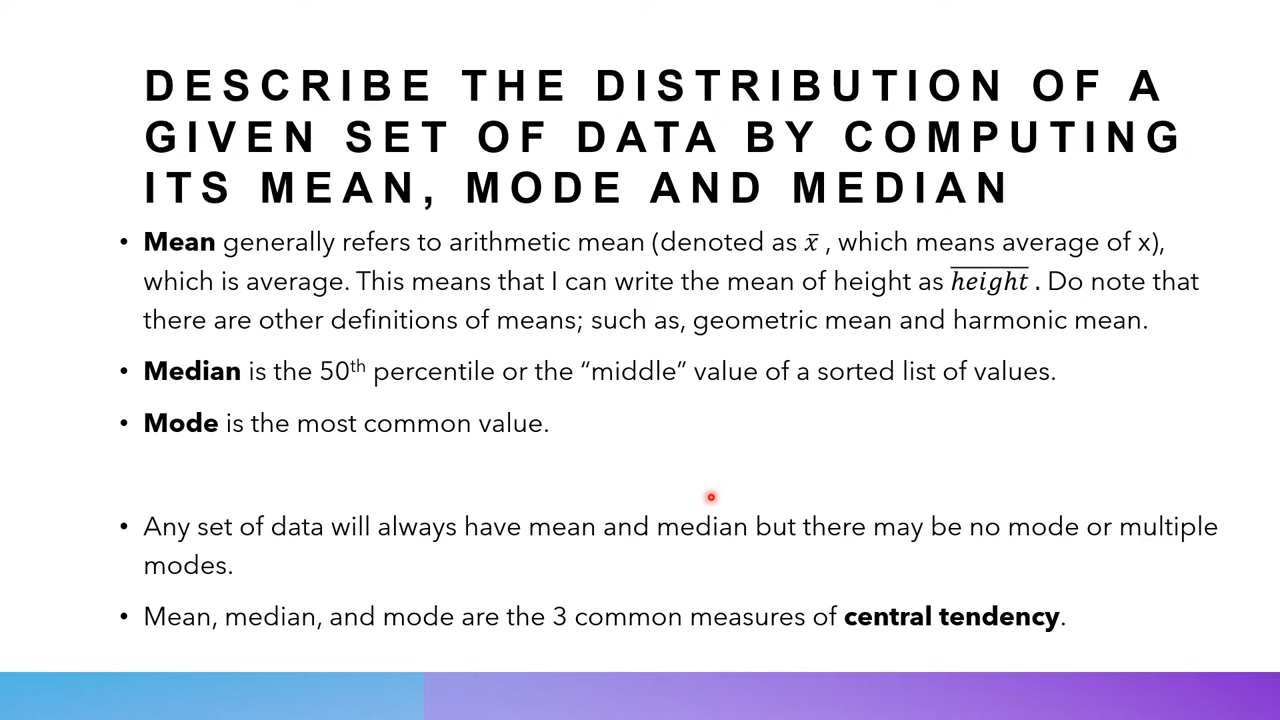 DESCRIBE THE DISTRIBUTION OF A
GIVEN SET OF DATA BY COMPUTING
ITS MEAN, MODE AND MEDIAN
• Mean generally refers to arithmetic mean (denoted as x̄ , which means average of x),
which is average. This means that I can write the mean of height as h̅e̅i̅g̅h̅t̅ . Do note that
there are other definitions of means; such as, geometric mean and harmonic mean.
• Median is the 50th percentile or the “middle” value of a sorted list of values.
• Mode is the most common value.
• Any set of data will always have mean and median but there may be no mode or multiple
modes.
• Mean, median, and mode are the 3 common measures of central tendency.